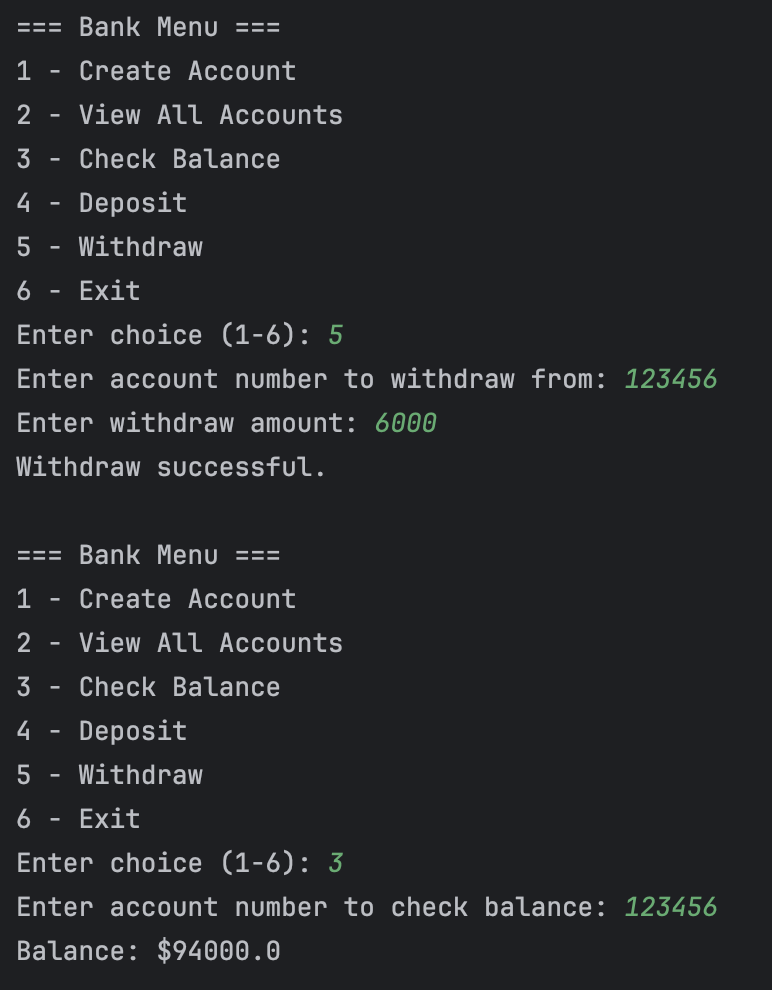 === Bank Menu ===
1 - Create Account
2 - View All Accounts
3 - Check Balance
4 - Deposit
5 - Withdraw
6 - Exit
Enter choice (1-6): 5
Enter account number to withdraw from: 123456
Enter withdraw amount: 6000
Withdraw successful.

=== Bank Menu ===
1 - Create Account
2 - View All Accounts
3 - Check Balance
4 - Deposit
5 - Withdraw
6 - Exit
Enter choice (1-6): 3
Enter account number to check balance: 123456
Balance: $94000.0